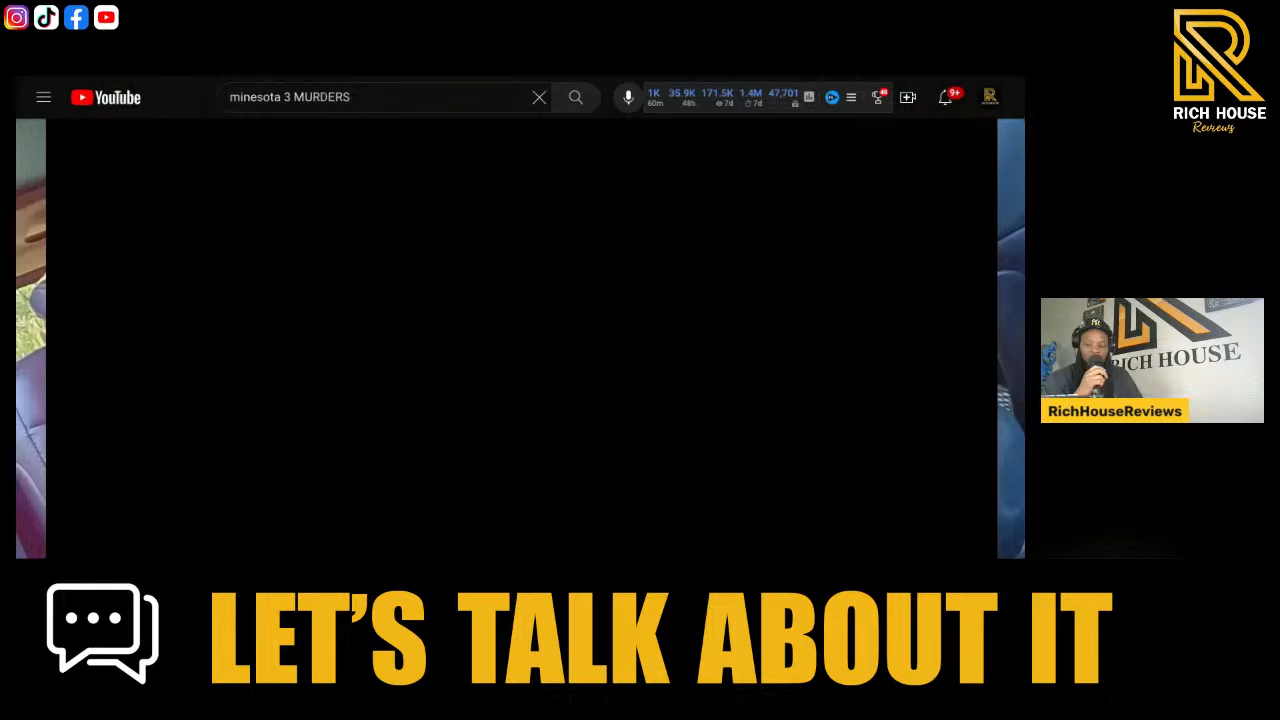 YouTube
minesota 3 MURDERS
1K 35.9K 171.5K 1.4M 47,701
60m 48h 7d 7d
48
9+
RICH HOUSE
Reviews
RICH HOUSE
RichHouseReviews
LET'S TALK ABOUT IT